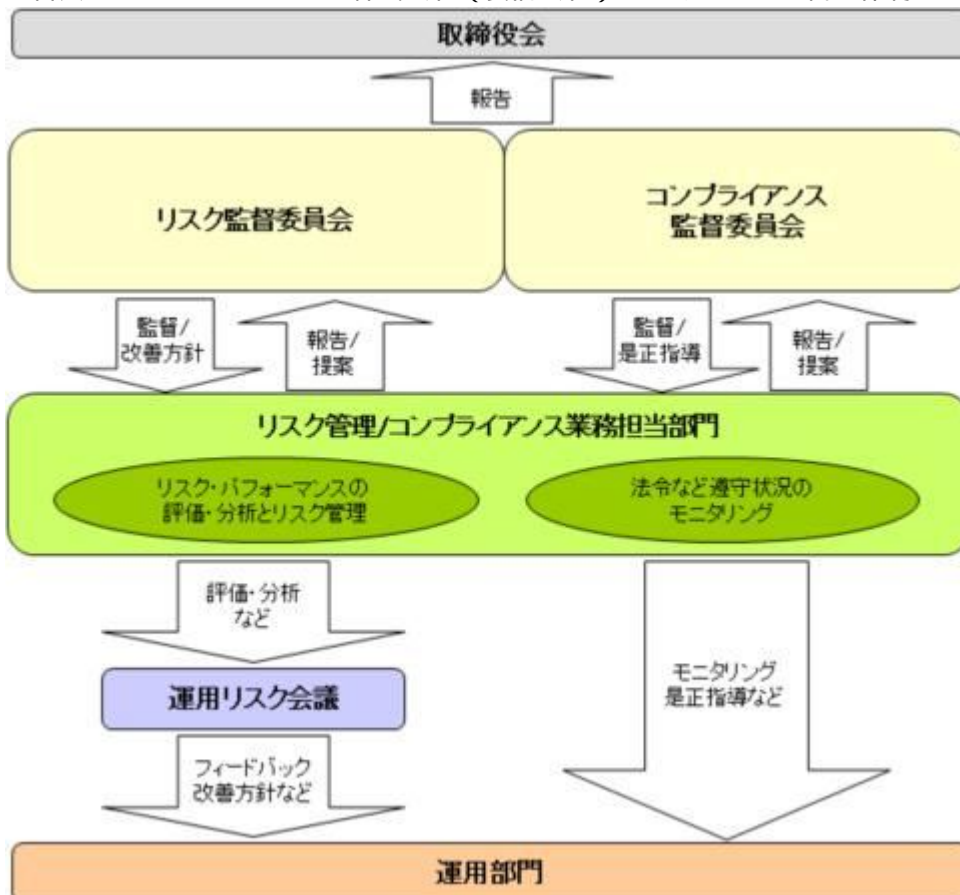 取締役会
報告
リスク監督委員会
コンプライアンス
監督委員会
監督/
改善方針
報告/
提案
監督/
是正指導
報告/
提案
リスク管理/コンプライアンス業務担当部門
リスク・パフォーマンスの
評価・分析とリスク管理
法令など遵守状況の
モニタリング
評価・分析
など
運用リスク会議
モニタリング
是正指導など
フィードバック
改善方針など
運用部門